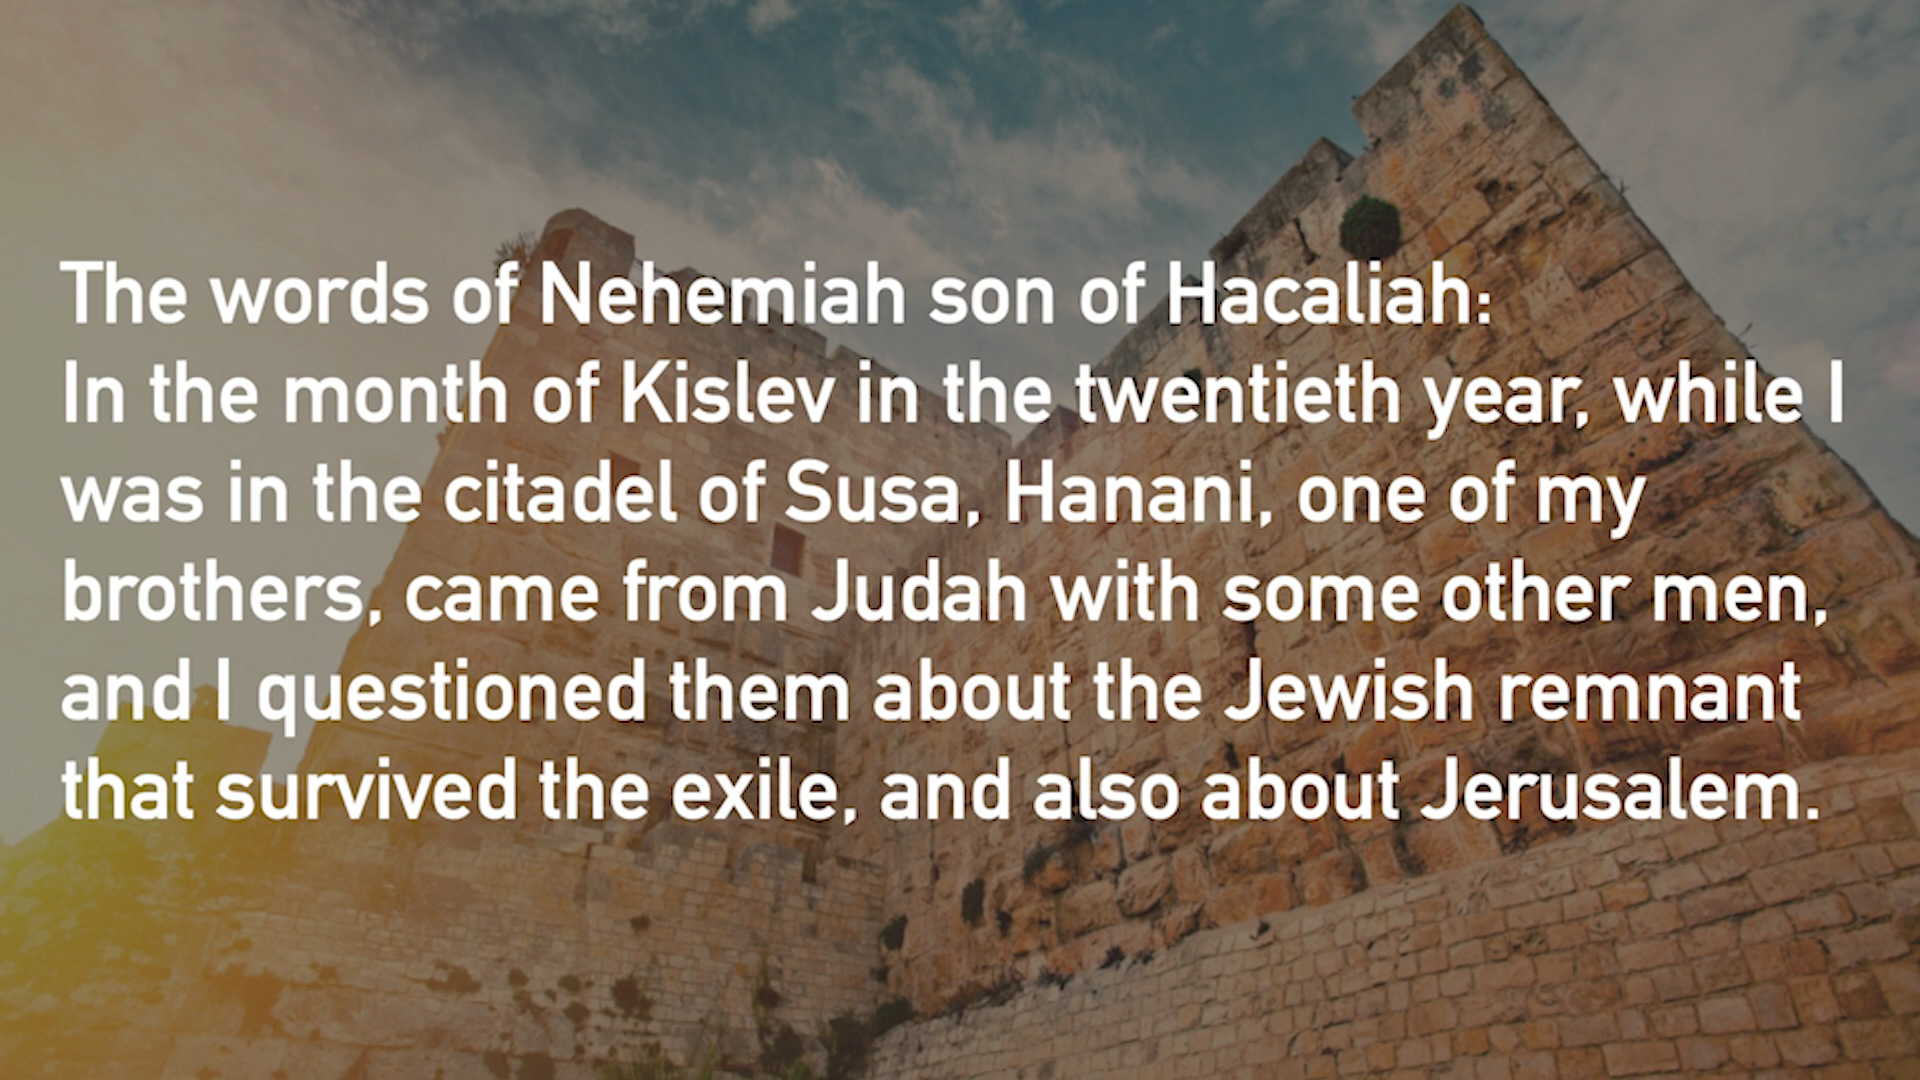 The words of Nehemiah son of Hacaliah:
In the month of Kislev in the twentieth year, while I
was in the citadel of Susa, Hanani, one of my
brothers, came from Judah with some other men,
and I questioned them about the Jewish remnant
that survived the exile, and also about Jerusalem.